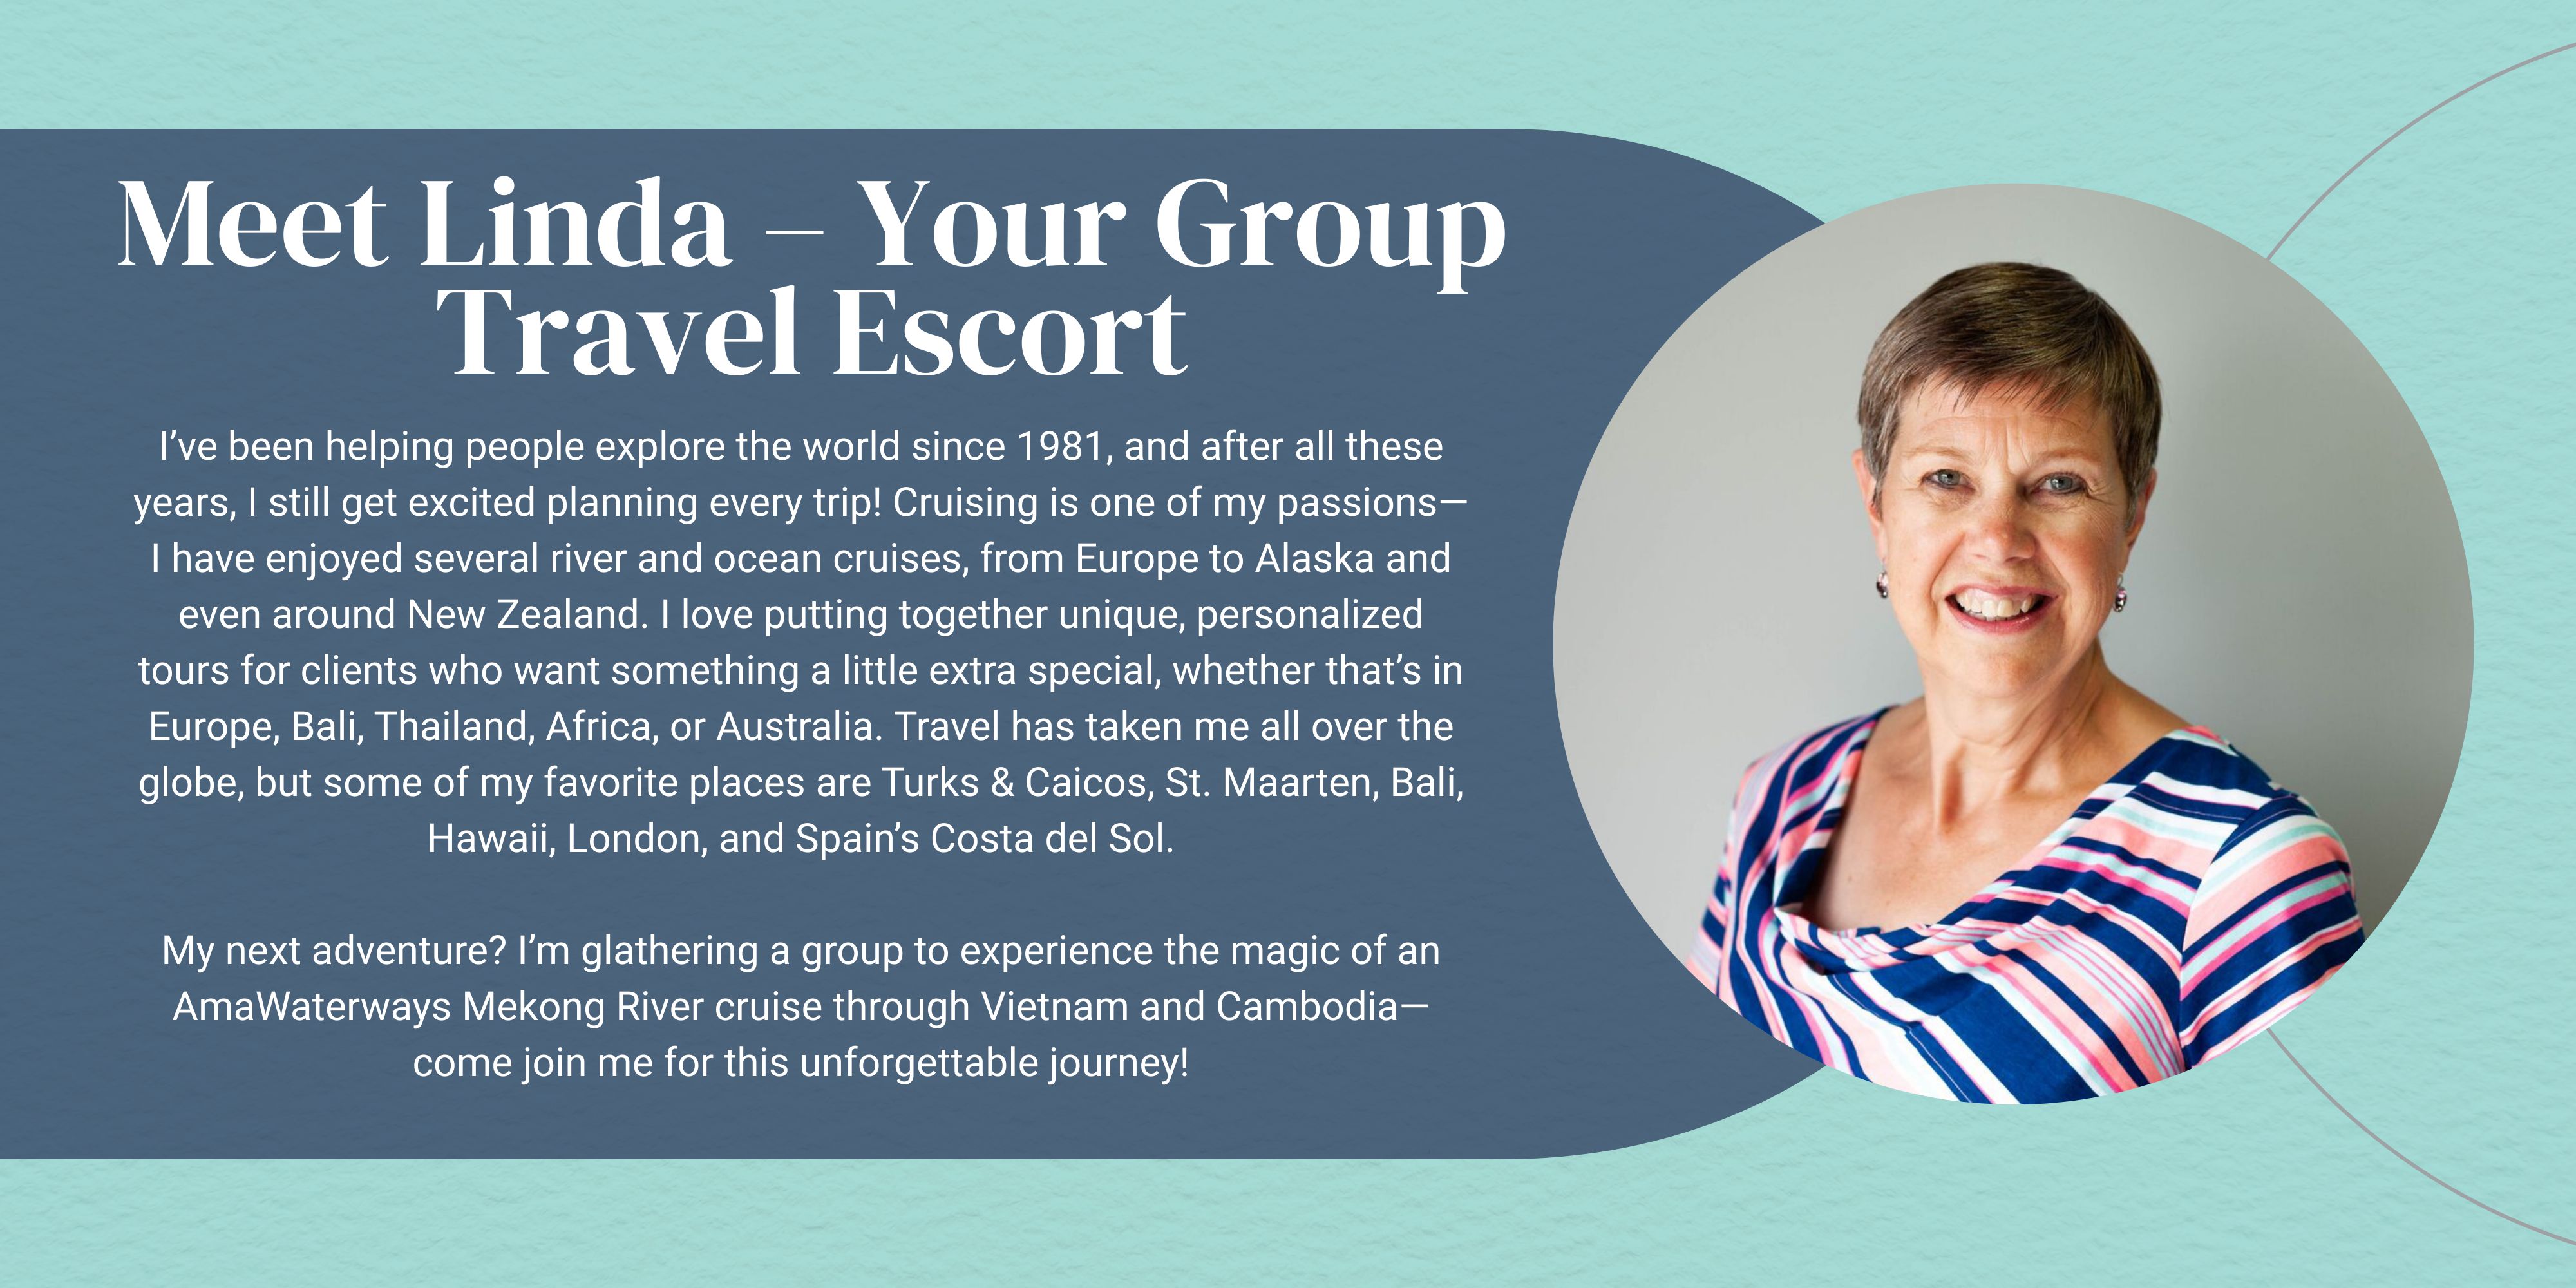 Meet Linda – Your Group
Travel Escort
I’ve been helping people explore the world since 1981, and after all these
years, I still get excited planning every trip! Cruising is one of my passions—
I have enjoyed several river and ocean cruises, from Europe to Alaska and
even around New Zealand. I love putting together unique, personalized
tours for clients who want something a little extra special, whether that’s in
Europe, Bali, Thailand, Africa, or Australia. Travel has taken me all over the
globe, but some of my favorite places are Turks & Caicos, St. Maarten, Bali,
Hawaii, London, and Spain’s Costa del Sol.
My next adventure? I’m glathering a group to experience the magic of an
AmaWaterways Mekong River cruise through Vietnam and Cambodia—
come join me for this unforgettable journey!